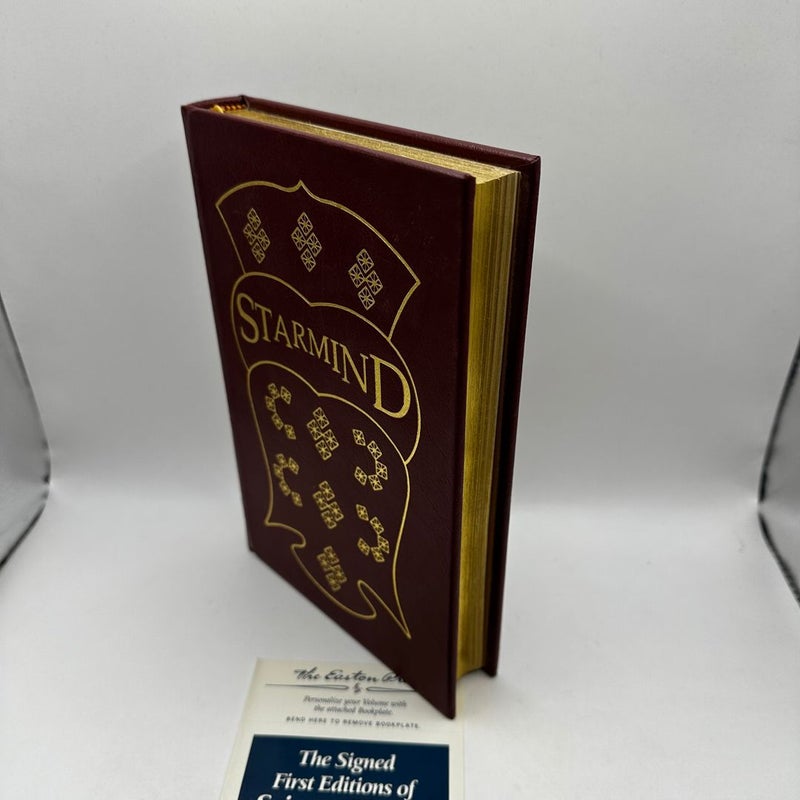 STARMIND
The Easton
Personalize your Volume with
the attached Bookplate.
BEND HERE TO REMOVE BOOKPLATE.
The Signed
First Editions of